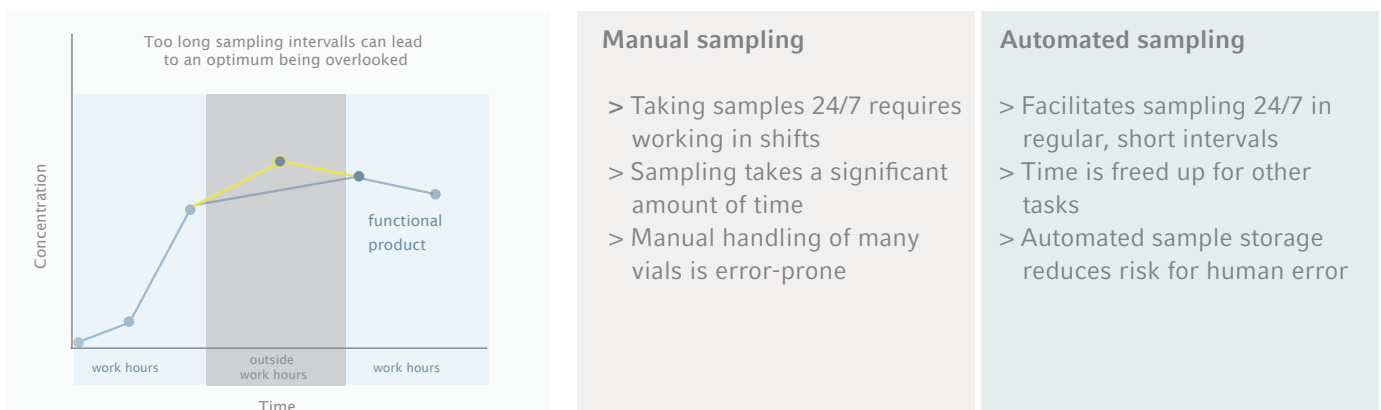 Too long sampling intervalls can lead
to an optimum being overlooked
Concentration
functional
product
work hours
outside
work hours
work hours
Time
Manual sampling
> Taking samples 24/7 requires
working in shifts
> Sampling takes a significant
amount of time
> Manual handling of many
vials is error-prone
Automated sampling
> Facilitates sampling 24/7 in
regular, short intervals
> Time is freed up for other
tasks
> Automated sample storage
reduces risk for human error